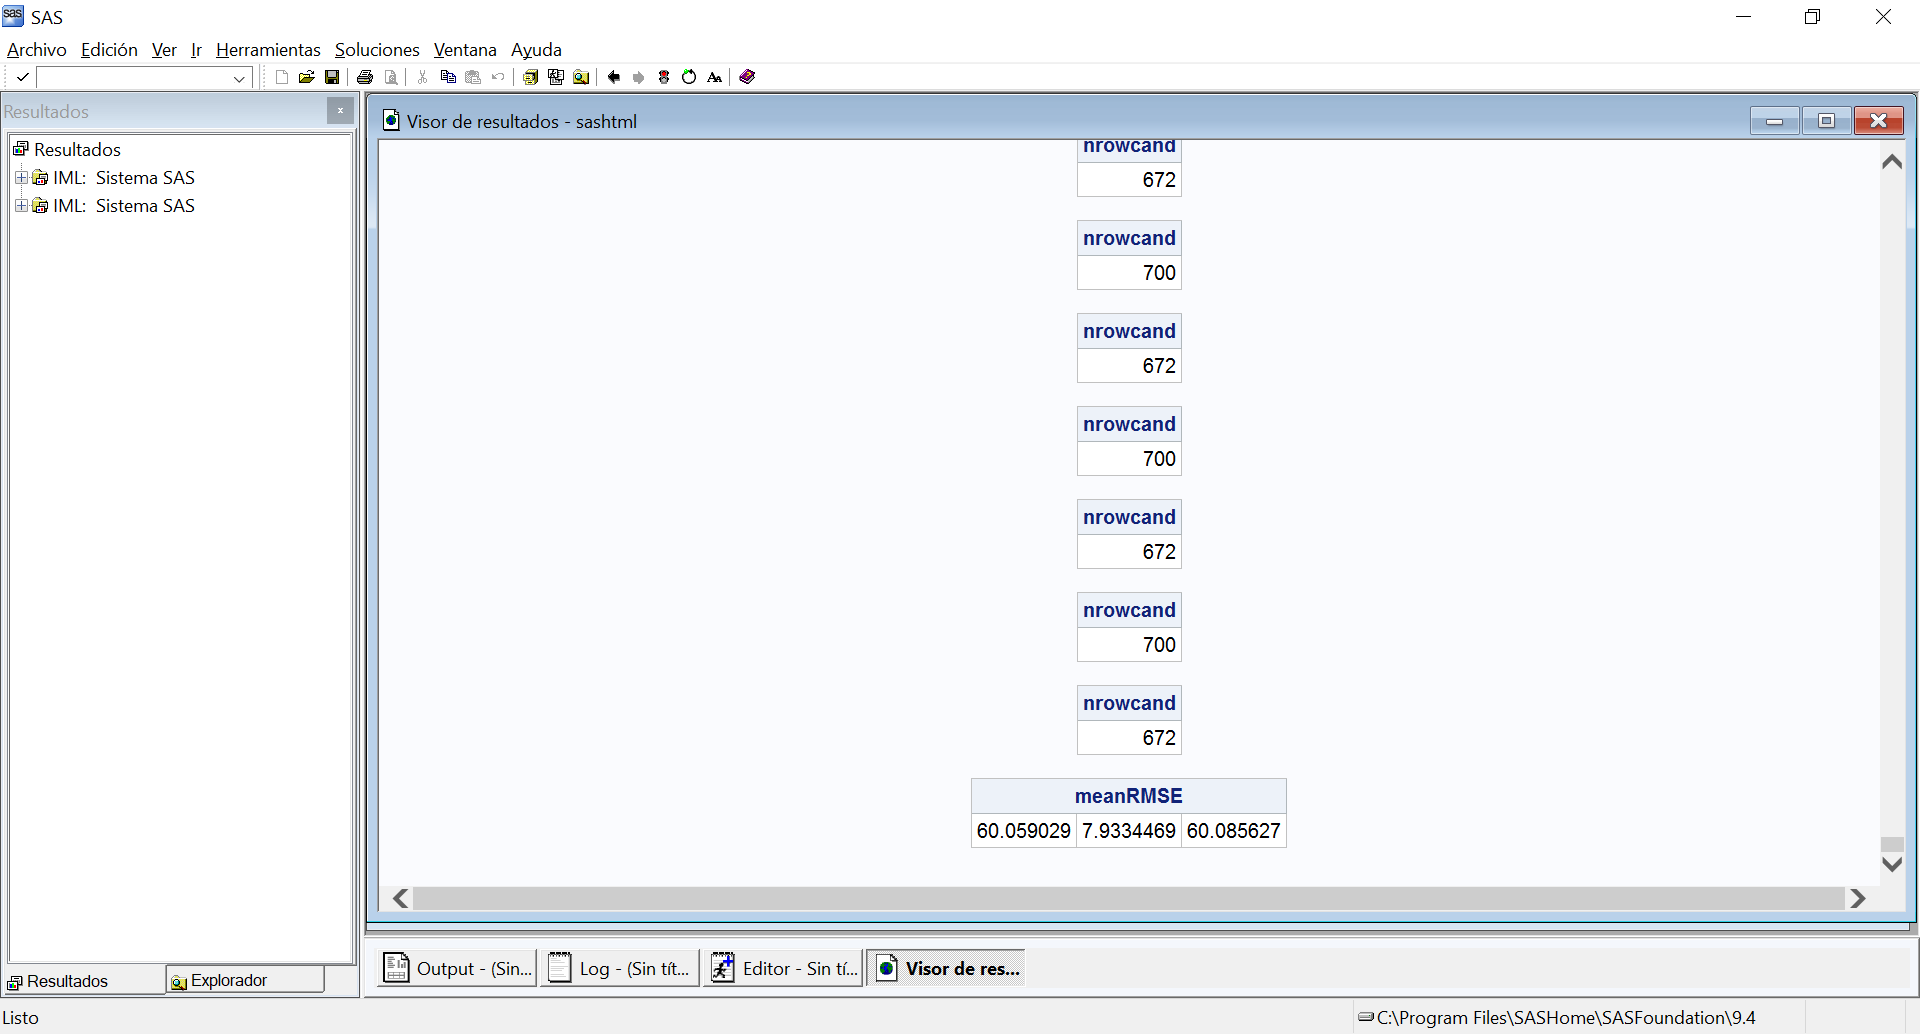 sas SAS
Archivo Edición Ver Ir Herramientas Soluciones Ventana Ayuda
Resultados
Resultados
IML: Sistema SAS
IML: Sistema SAS
Visor de resultados - sashtml
nrowcand
672
nrowcand
700
nrowcand
672
nrowcand
700
nrowcand
672
nrowcand
700
nrowcand
672
meanRMSE
60.059029 7.9334469 60.085627
Resultados Explorador
Output - (Sin... Log - (Sin tít... Editor - Sin tí... Visor de res...
Listo C:\Program Files\SASHome\SASFoundation\9.4